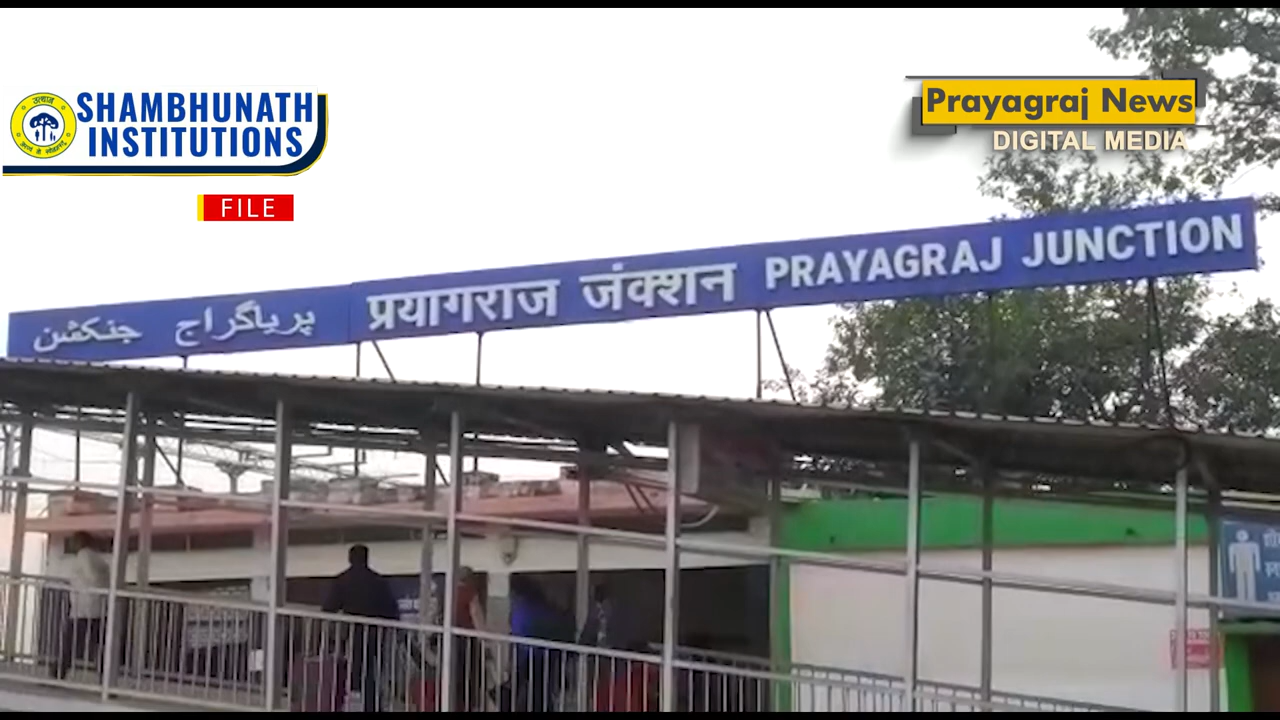 SHAMBHUNATH
INSTITUTIONS
Prayagraj News
DIGITAL MEDIA
FILE
پریاگراج جنکشن
प्रयागराज जंक्शन
PRAYAGRAJ JUNCTION